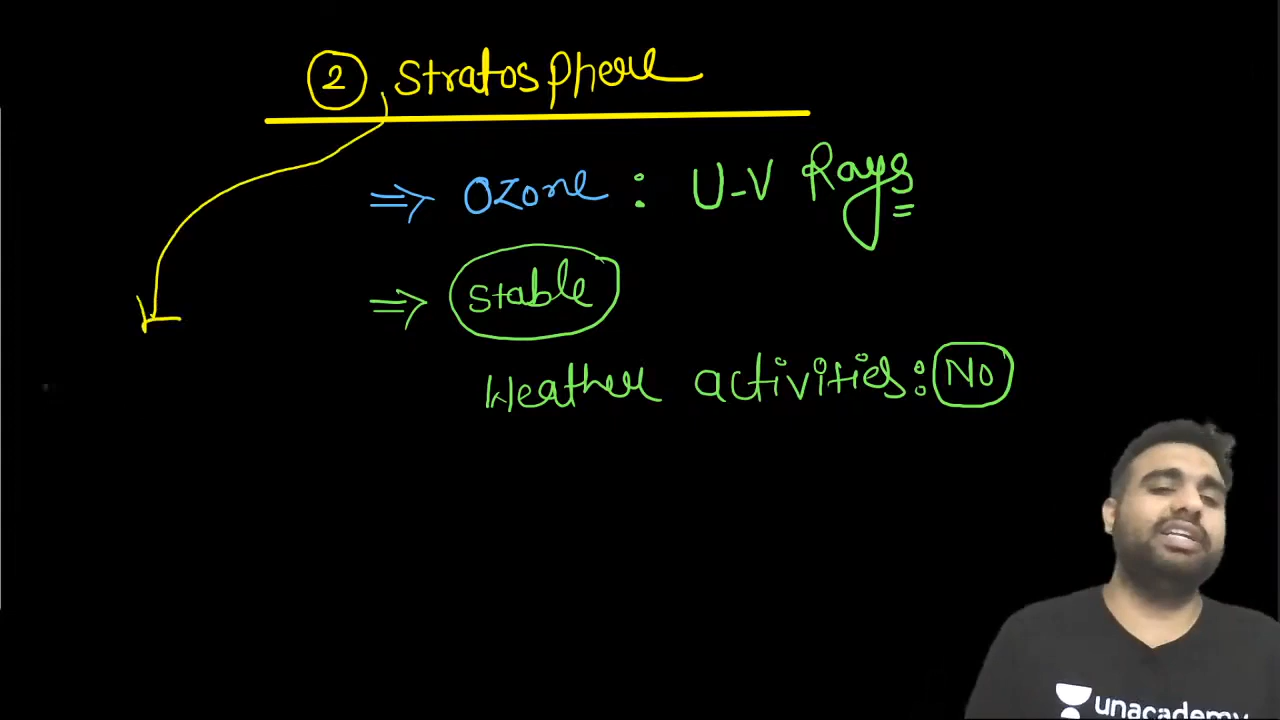 ② Stratosphere
⇒ Ozone : U-V Rays
⇒ Stable
Weather activities: No
unacademy